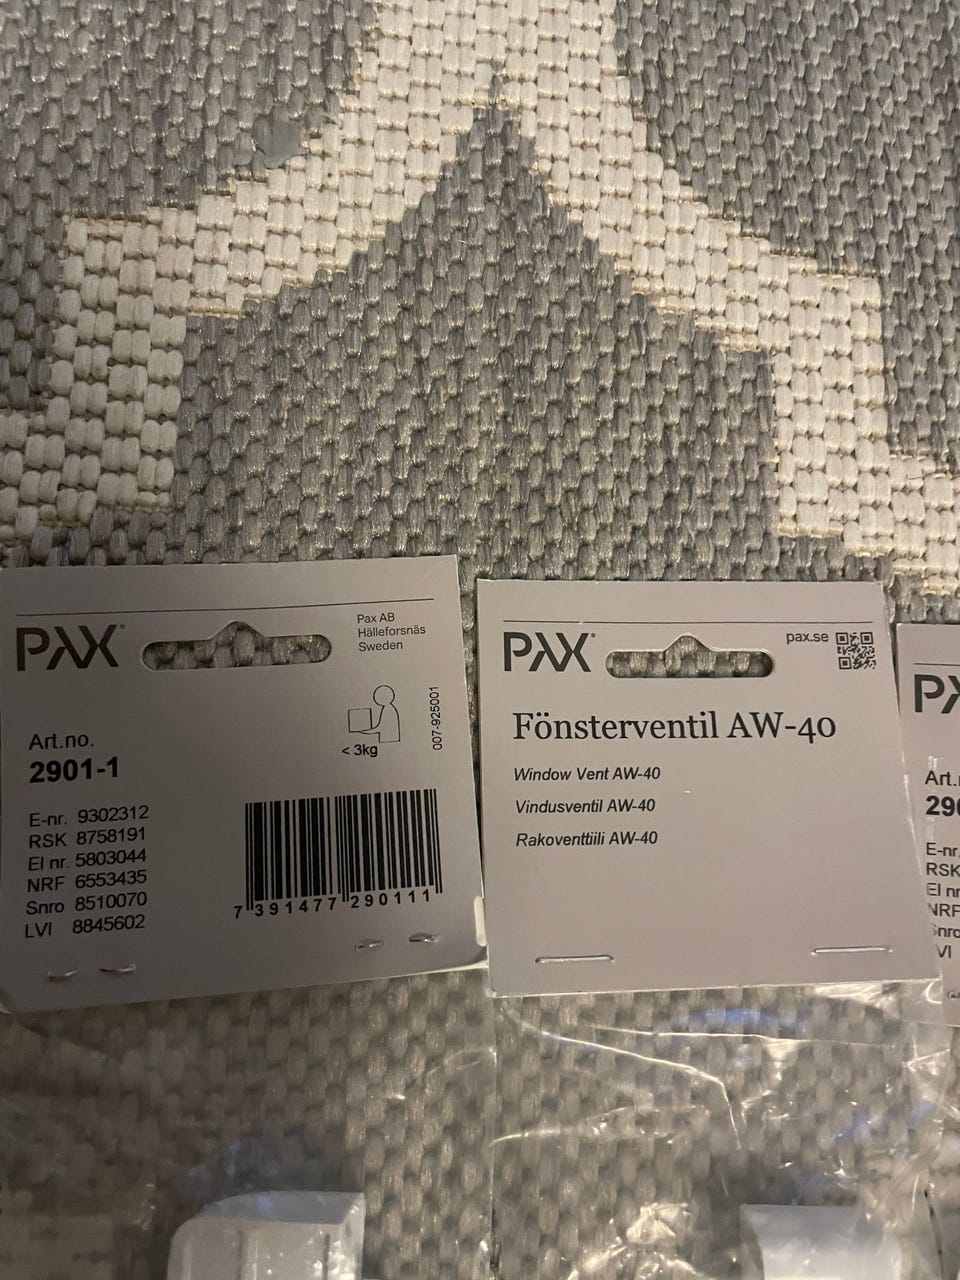 PAX
Pax AB
Hälleforsnäs
Sweden
Art.no.
2901-1
< 3kg
007-925001
E-nr. 9302312
RSK 8758191
El nr. 5803044
NRF 6553435
Snro 8510070
LVI 8845602
7 391477 290111
PAX
pax.se
Fönsterventil AW-40
Window Vent AW-40
Vindusventil AW-40
Rakoventtiili AW-40
PA
Art.
290
E-nr.
RSK
El nr
NRF
Snro
LVI